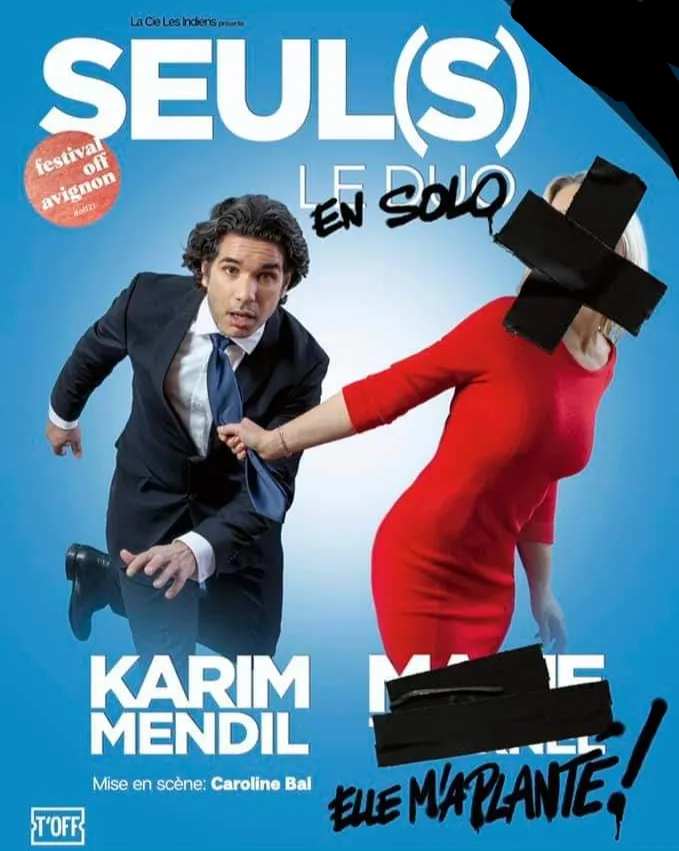 La Cie Les Indiens présente
SEUL(S)
festival
off
avignon
LE DUO
EN SOLO
KARIM
MENDIL
Mise en scène: Caroline Bal
ELLE M'A PLANTÉ!
T'OFF